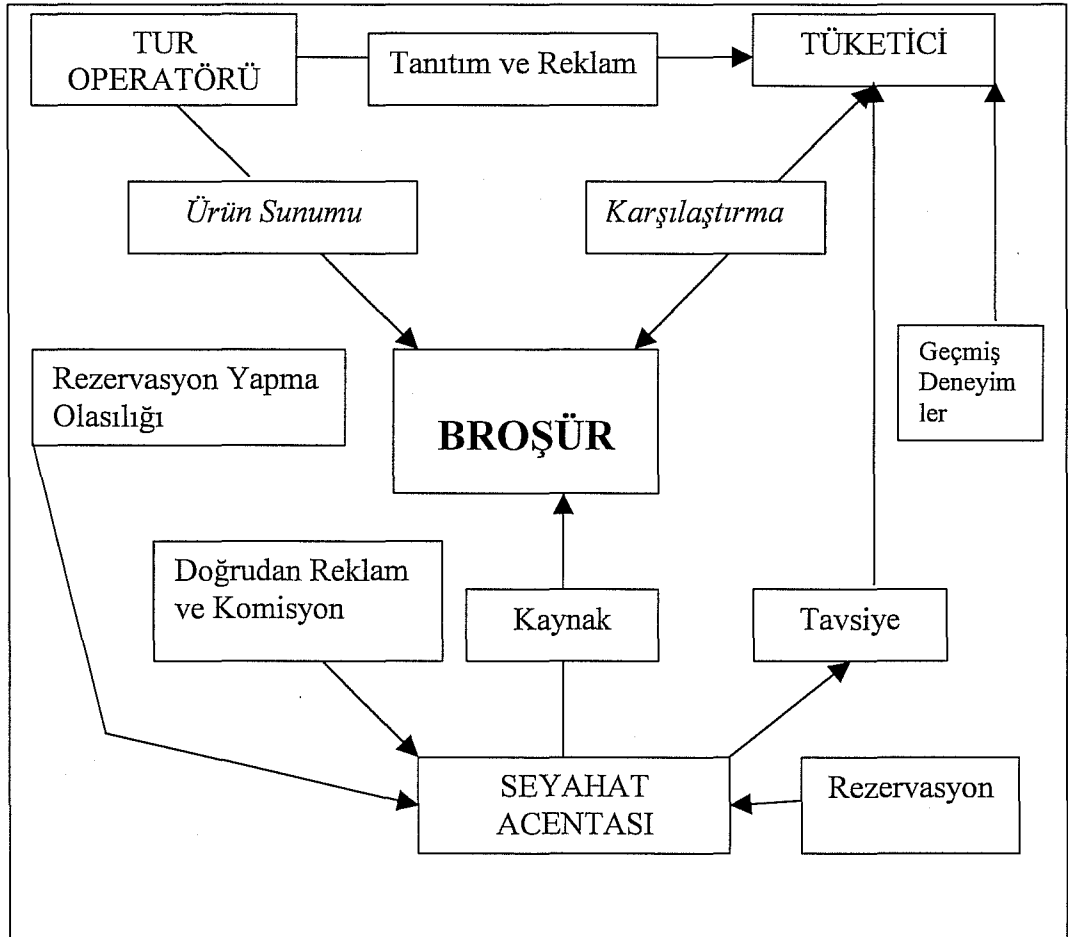 TUR
OPERATÖRÜ
Tanıtım ve Reklam
TÜKETİCİ
Ürün Sunumu
Karşılaştırma
Rezervasyon Yapma
Olasılığı
BROŞÜR
Geçmiş
Deneyim
ler
Doğrudan Reklam
ve Komisyon
Kaynak
Tavsiye
SEYAHAT
ACENTASI
Rezervasyon